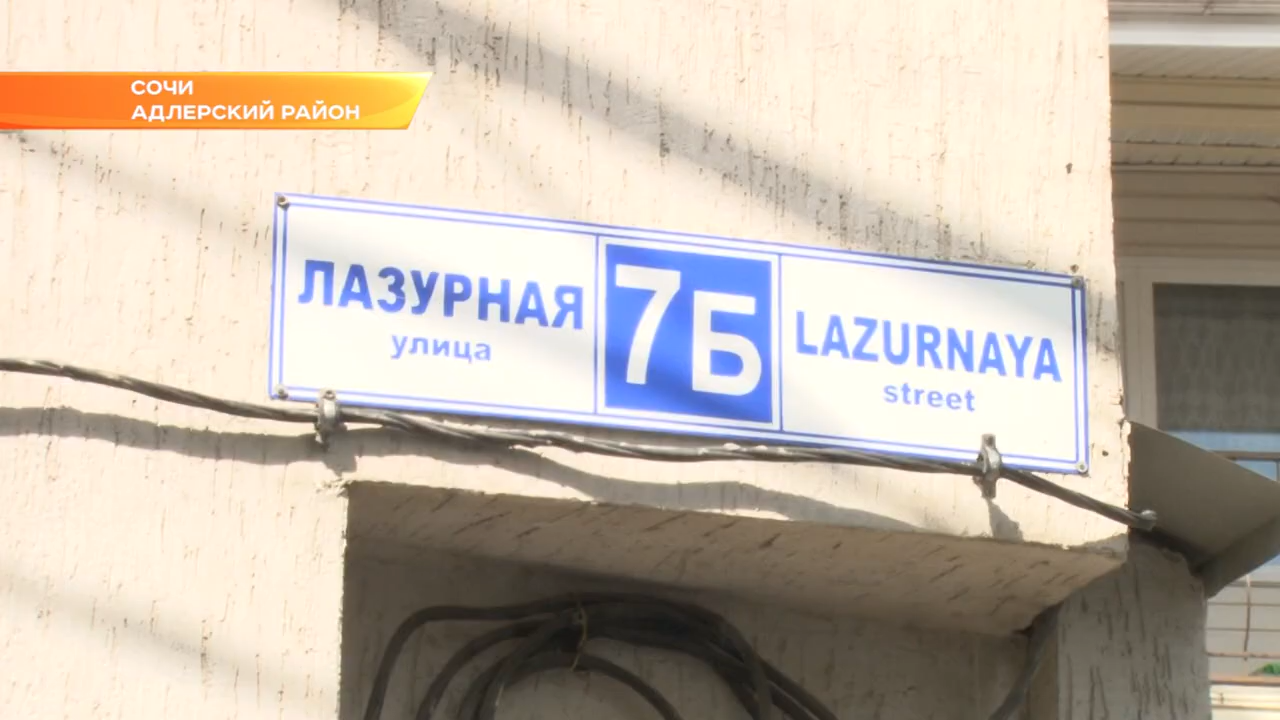 СОЧИ
АДЛЕРСКИЙ РАЙОН
ЛАЗУРНАЯ
улица
7Б
LAZURNAYA
street